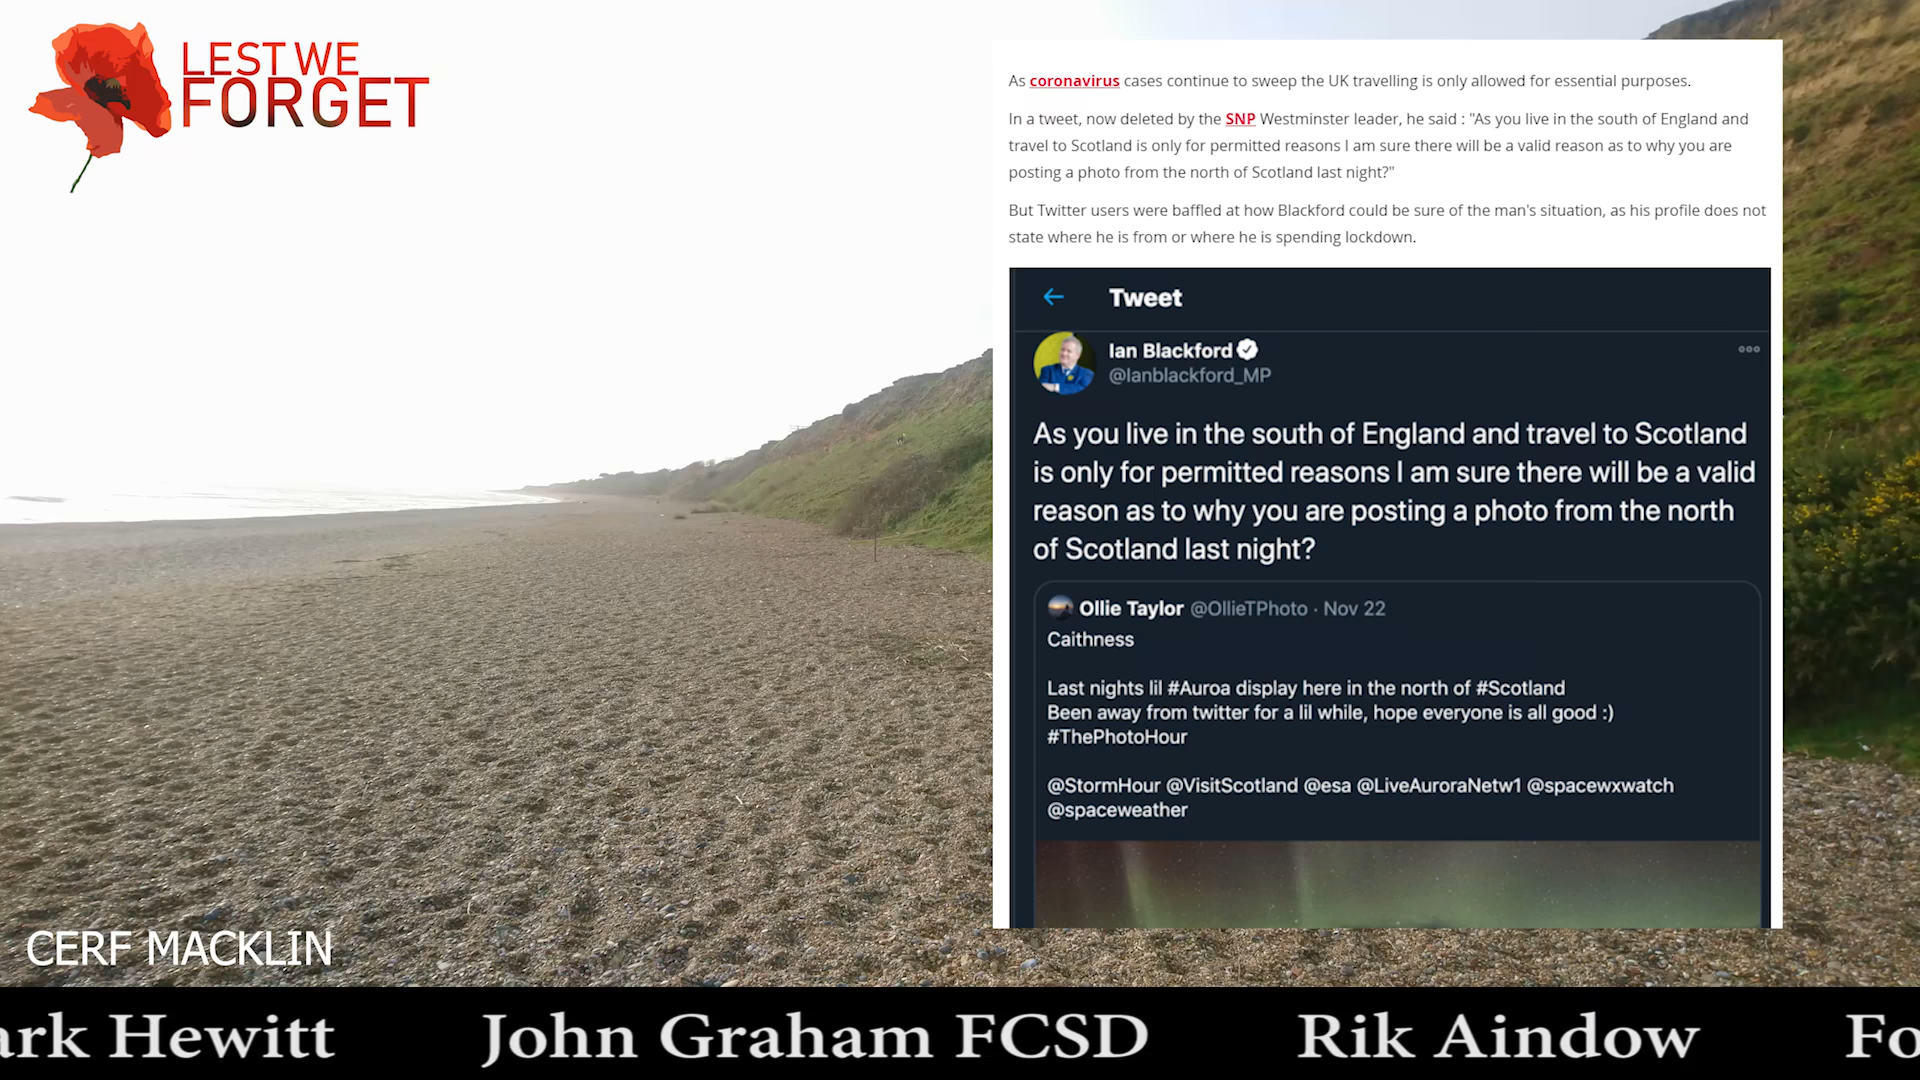 LEST WE
FORGET
As coronavirus cases continue to sweep the UK travelling is only allowed for essential purposes.
In a tweet, now deleted by the SNP Westminster leader, he said : "As you live in the south of England and
travel to Scotland is only for permitted reasons I am sure there will be a valid reason as to why you are
posting a photo from the north of Scotland last night?"
But Twitter users were baffled at how Blackford could be sure of the man's situation, as his profile does not
state where he is from or where he is spending lockdown.
Tweet
Ian Blackford
@Ianblackford_MP
As you live in the south of England and travel to Scotland
is only for permitted reasons I am sure there will be a valid
reason as to why you are posting a photo from the north
of Scotland last night?
Ollie Taylor @OllieTPhoto · Nov 22
Caithness
Last nights lil #Auroa display here in the north of #Scotland
Been away from twitter for a lil while, hope everyone is all good :)
#ThePhotoHour
@StormHour @VisitScotland @esa @LiveAuroraNetw1 @spacewxwatch
@spaceweather
CERF MACKLIN
ark Hewitt John Graham FCSD Rik Aindow Fo